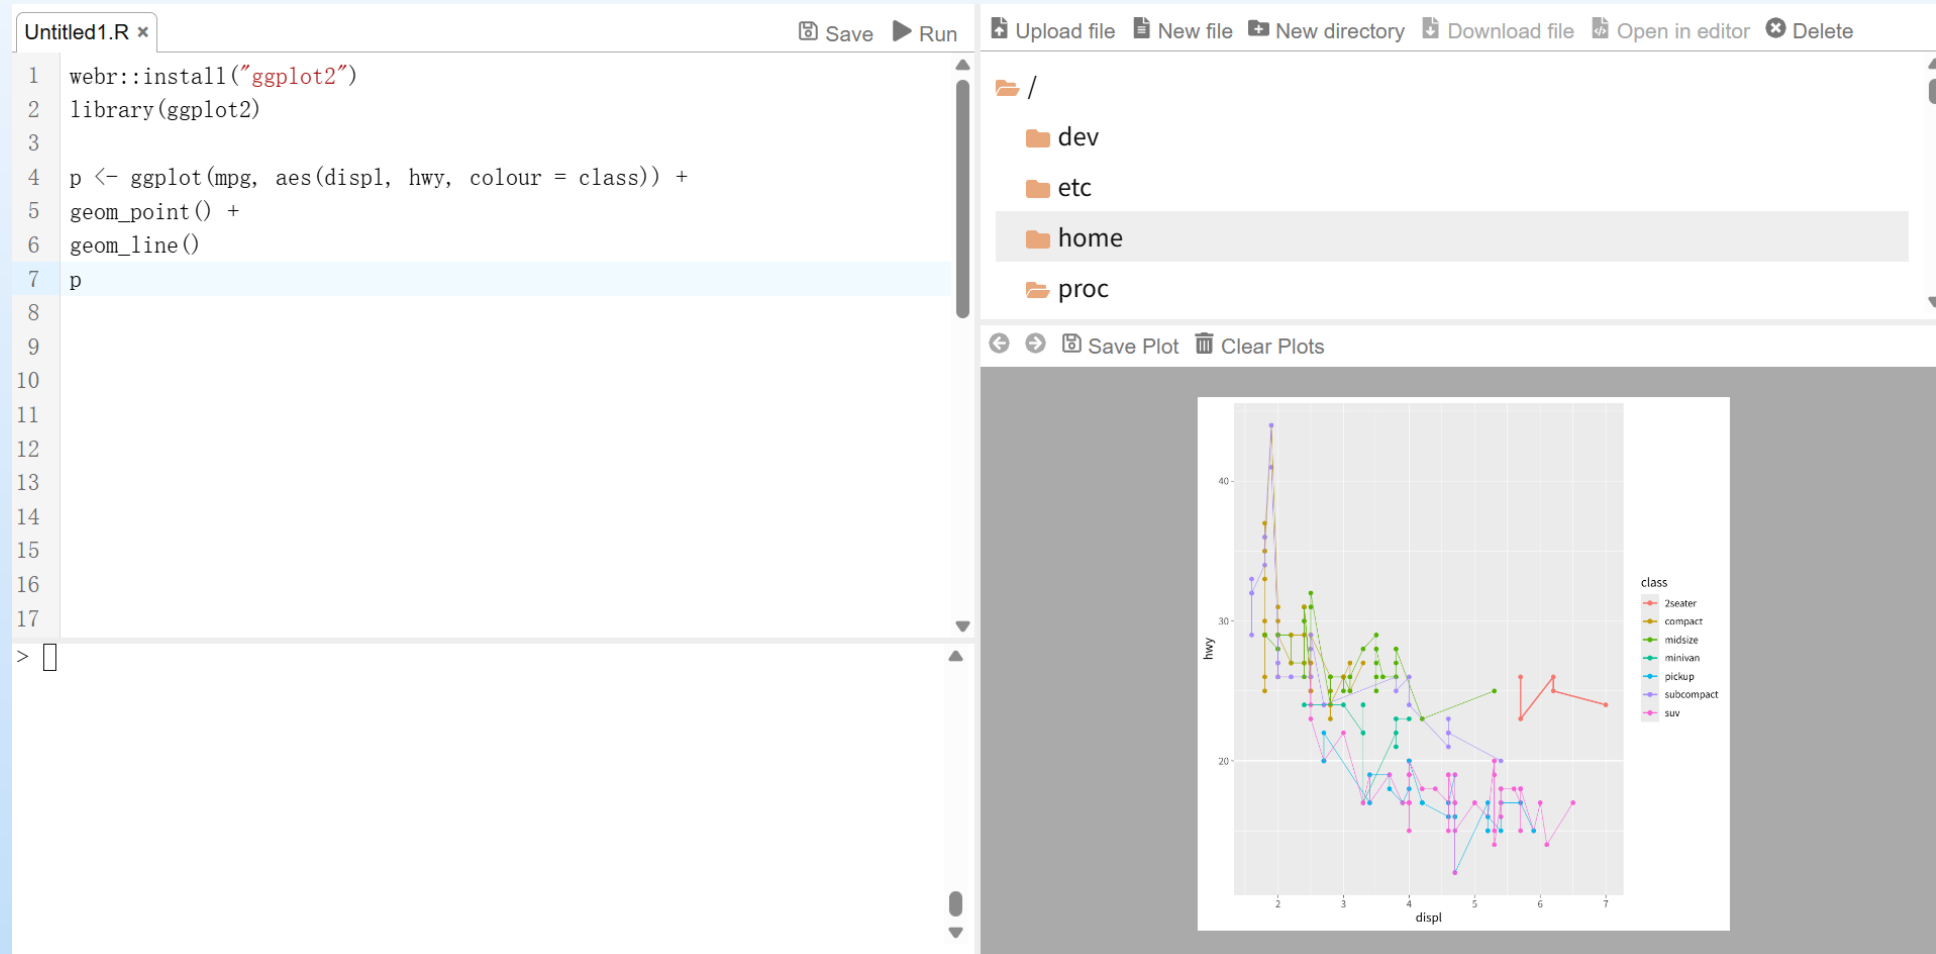 Untitled1.R ×
Save Run
1 webr::install("ggplot2")
2 library(ggplot2)
3
4 p <- ggplot(mpg, aes(displ, hwy, colour = class)) +
5 geom_point() +
6 geom_line()
7 p
8
9
10
11
12
13
14
15
16
17
>
Upload file New file New directory Download file Open in editor Delete
/
dev
etc
home
proc
Save Plot Clear Plots
40
30
20
hwy
2 3 4 5 6 7
displ
class
2seater
compact
midsize
minivan
pickup
subcompact
suv